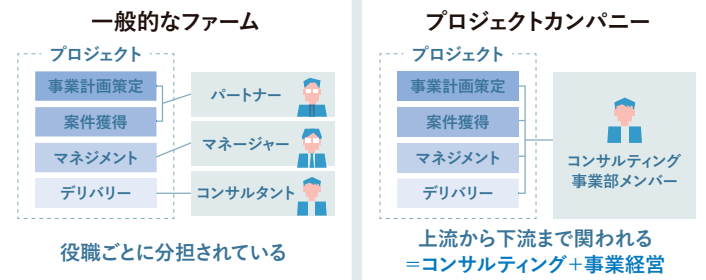 一般的なファーム
プロジェクト
事業計画策定
案件獲得
マネジメント
デリバリー
パートナー
マネージャー
コンサルタント
役職ごとに分担されている
プロジェクトカンパニー
プロジェクト
事業計画策定
案件獲得
マネジメント
デリバリー
コンサルティング
事業部メンバー
上流から下流まで関われる
＝コンサルティング＋事業経営